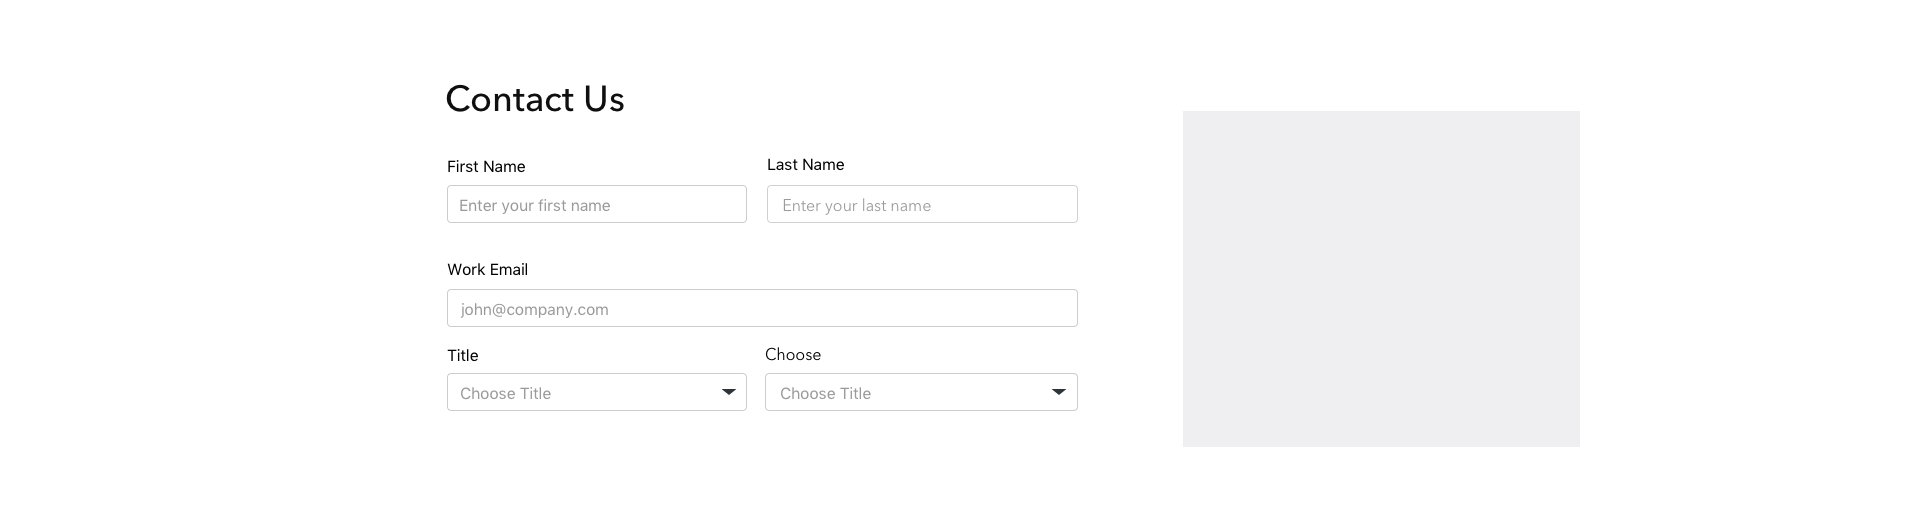 Contact Us
First Name
Last Name
Enter your first name
Enter your last name
Work Email
john@company.com
Title
Choose
Choose Title
Choose Title